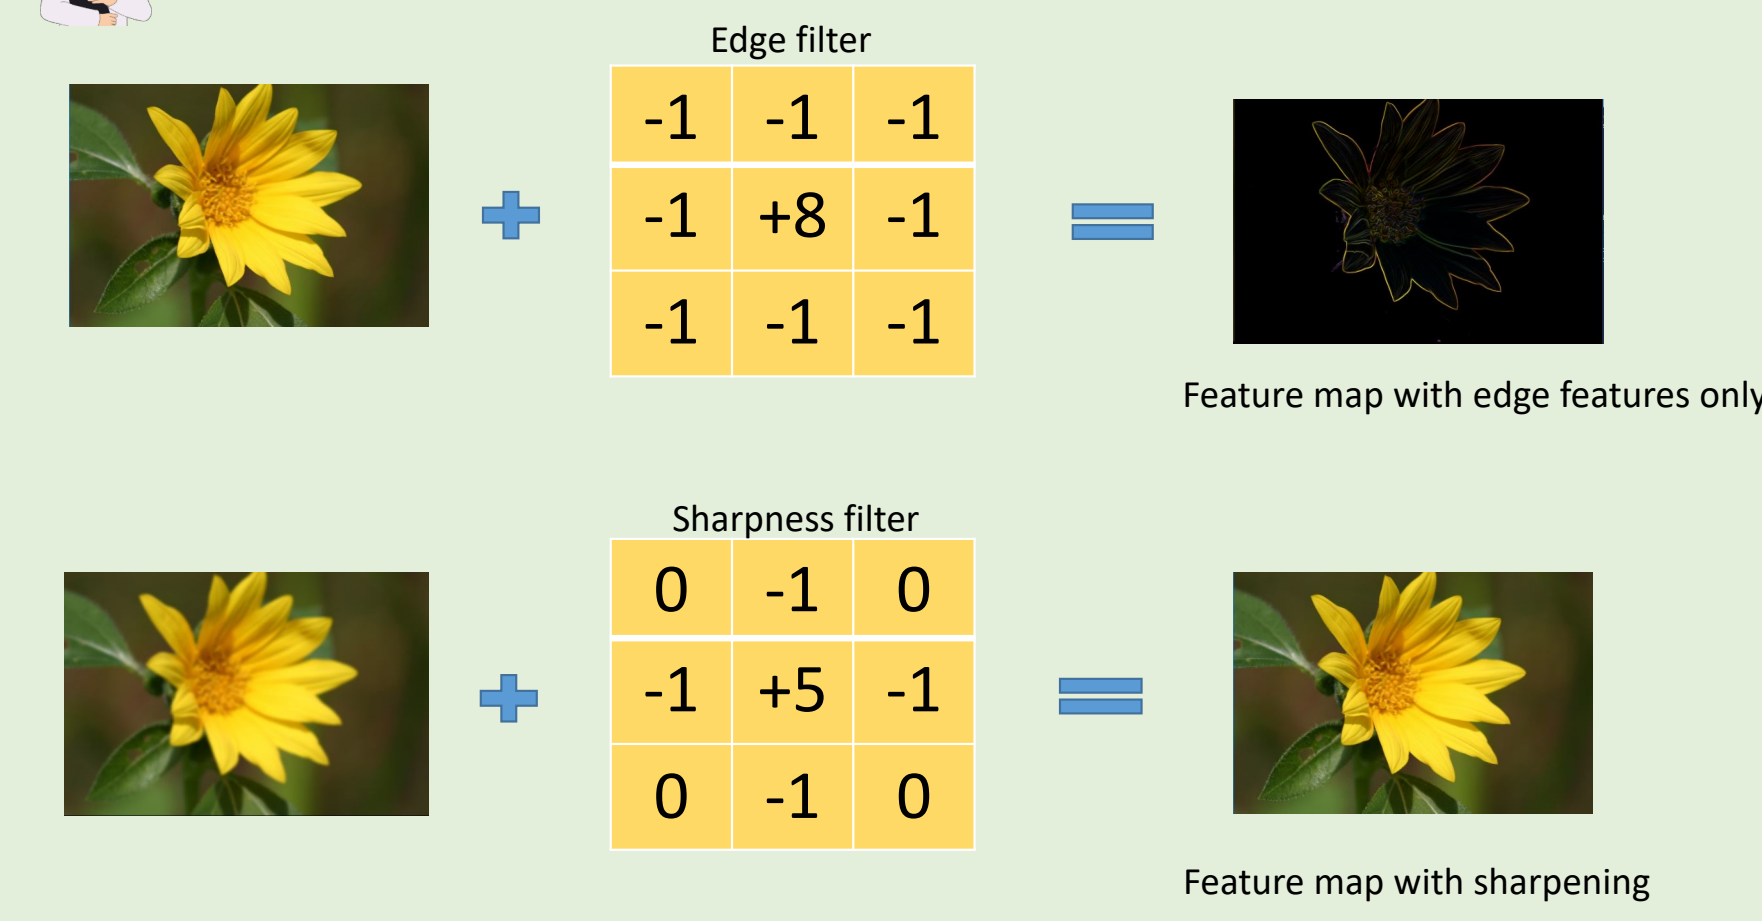 Edge filter
-1 -1 -1
-1 +8 -1
-1 -1 -1
Feature map with edge features only
Sharpness filter
0 -1 0
-1 +5 -1
0 -1 0
Feature map with sharpening